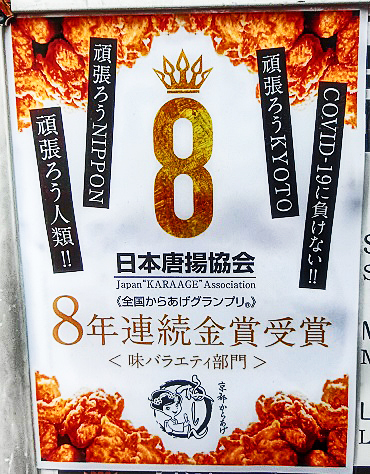 頑張ろう人類!!
頑張ろうNIPPON
8
頑張ろうKYOTO
COVID-19に負けない!!
日本唐揚協会
Japan"KARAAGE"Association
《全国からあげグランプリ®》
8年連続金賞受賞
＜味バラエティ部門＞
京都からあげ